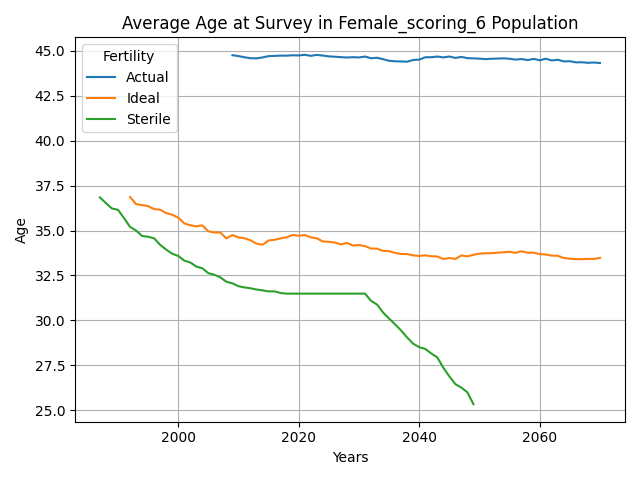 Average Age at Survey in Female_scoring_6 Population
Fertility
Actual
Ideal
Sterile
Age
45.0
42.5
40.0
37.5
35.0
32.5
30.0
27.5
25.0
2000 2020 2040 2060
Years